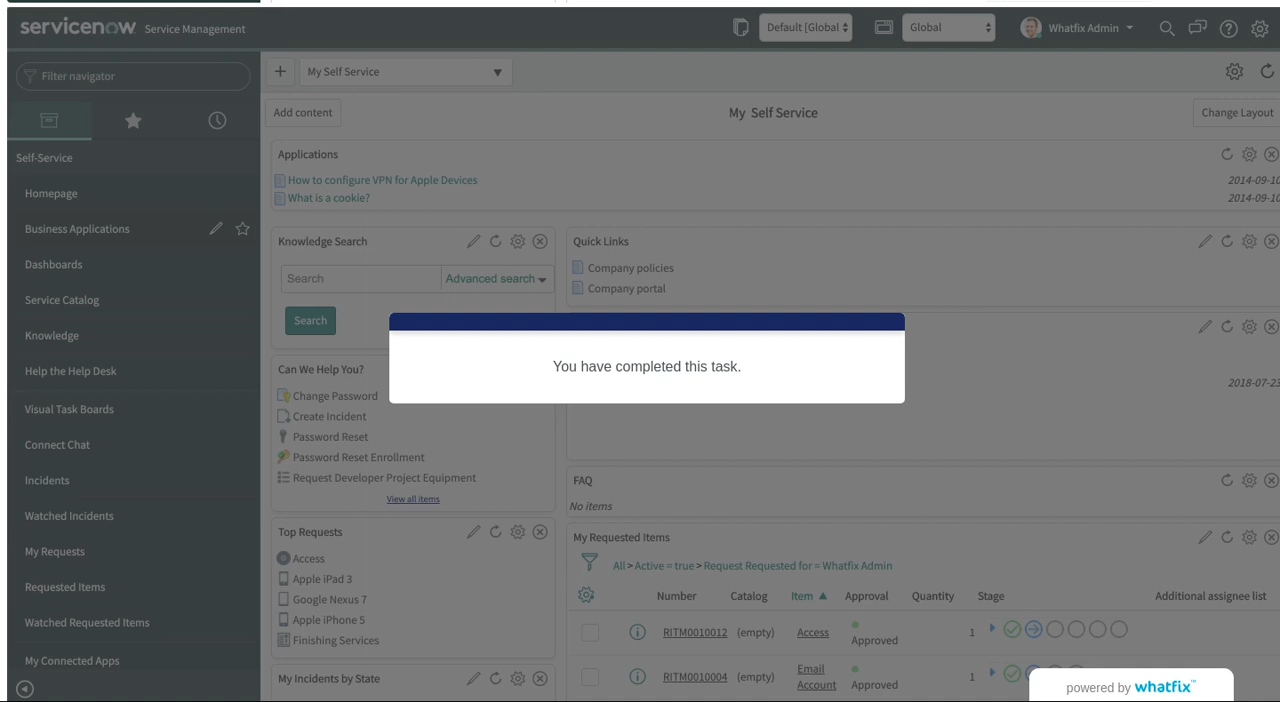 servicenow Service Management
Default [Global
Global
Whatfix Admin
Filter navigator
My Self Service
Add content
My Self Service
Change Layout
Self-Service
Homepage
Business Applications
Dashboards
Service Catalog
Knowledge
Help the Help Desk
Visual Task Boards
Connect Chat
Incidents
Watched Incidents
My Requests
Requested Items
Watched Requested Items
My Connected Apps
Applications
How to configure VPN for Apple Devices 2014-09-10
What is a cookie? 2014-09-10
Knowledge Search
Search Advanced search
Search
Quick Links
Company policies
Company portal
You have completed this task.
2018-07-23
Can We Help You?
Change Password
Create Incident
Password Reset
Password Reset Enrollment
Request Developer Project Equipment
View all items
FAQ
No items
Top Requests
Access
Apple iPad 3
Google Nexus 7
Apple iPhone 5
Finishing Services
My Incidents by State
My Requested Items
All > Active = true > Request Requested for = Whatfix Admin
Number Catalog Item Approval Quantity Stage Additional assignee list
RITM0010012 (empty) Access Approved 1
RITM0010004 (empty) Email Account Approved 1
powered by whatfix™